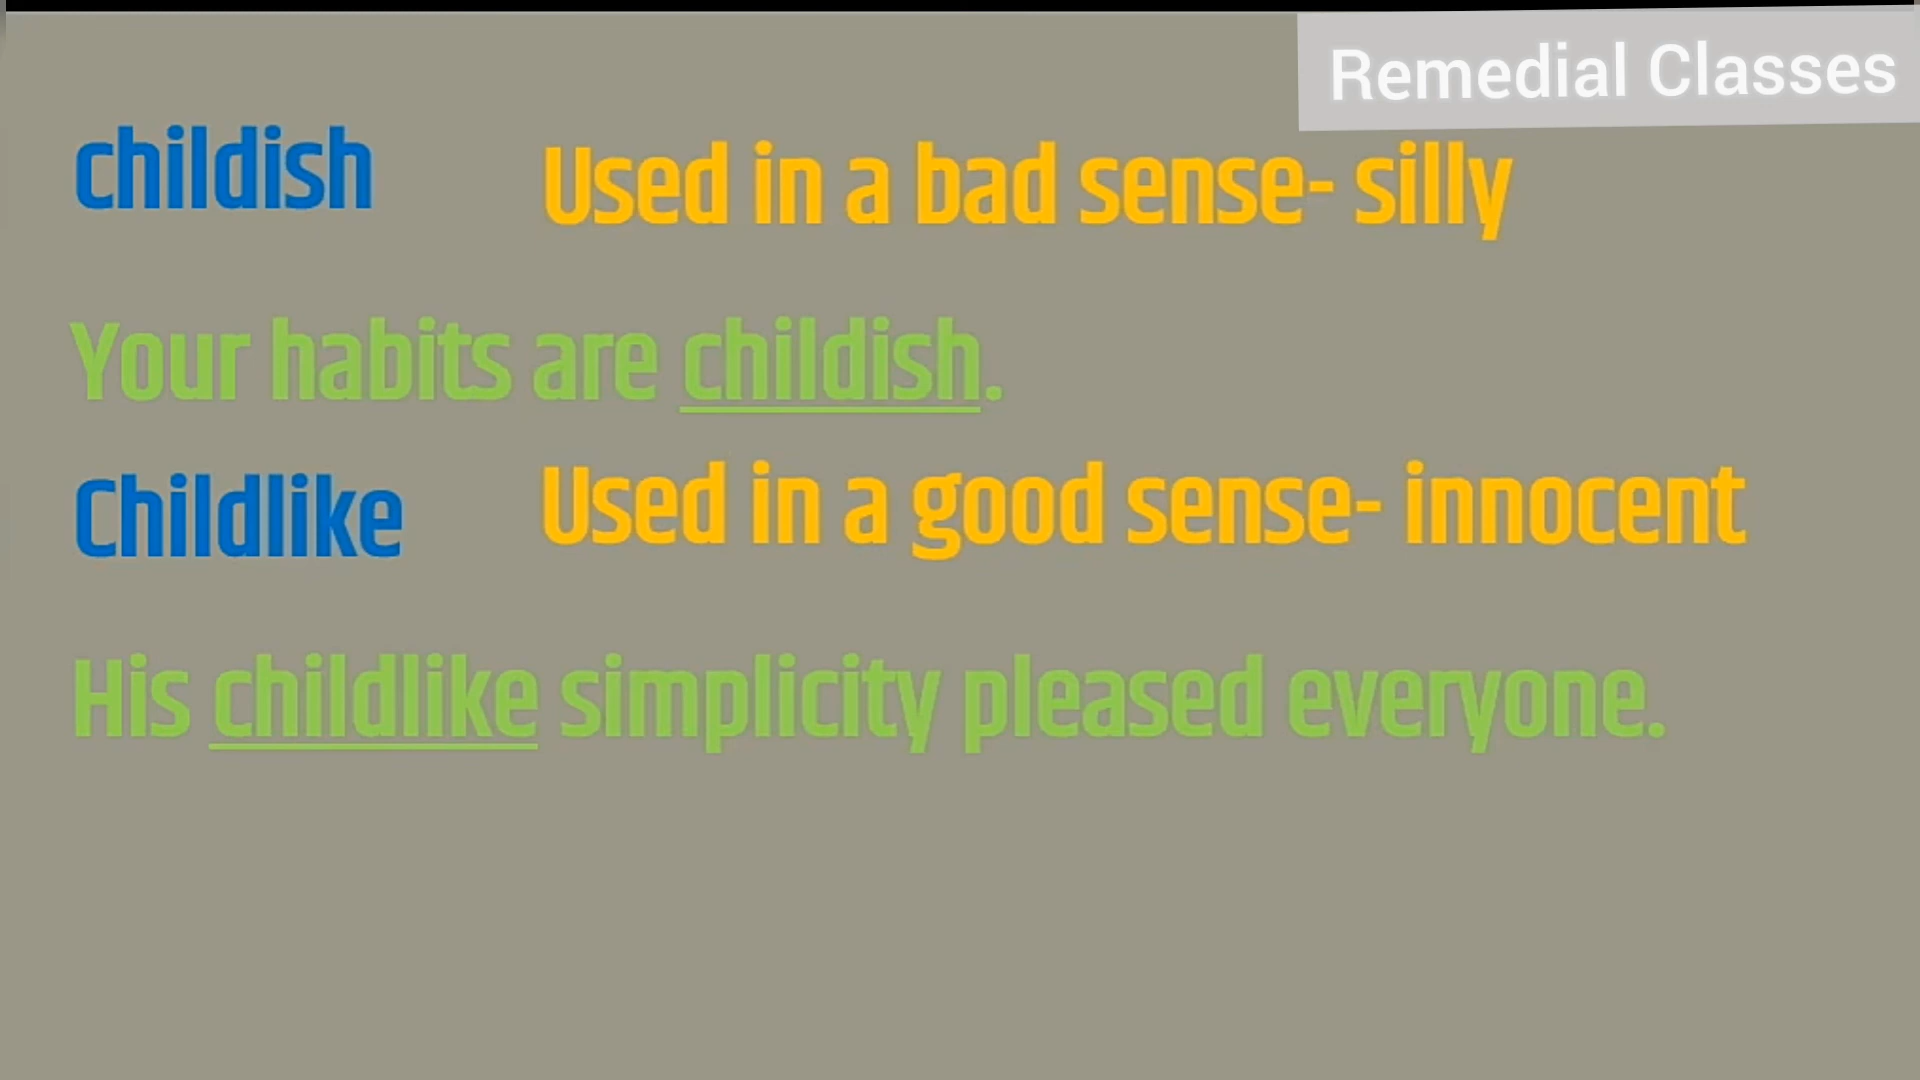 Remedial Classes
childish Used in a bad sense- silly
Your habits are childish.
Childlike Used in a good sense- innocent
His childlike simplicity pleased everyone.